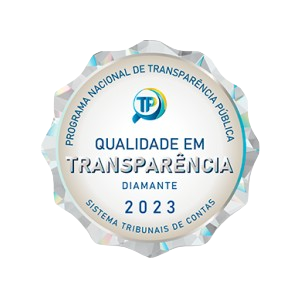 PROGRAMA NACIONAL DE TRANSPARÊNCIA PÚBLICA
TP
QUALIDADE EM
TRANSPARÊNCIA
DIAMANTE
2023
SISTEMA TRIBUNAIS DE CONTAS